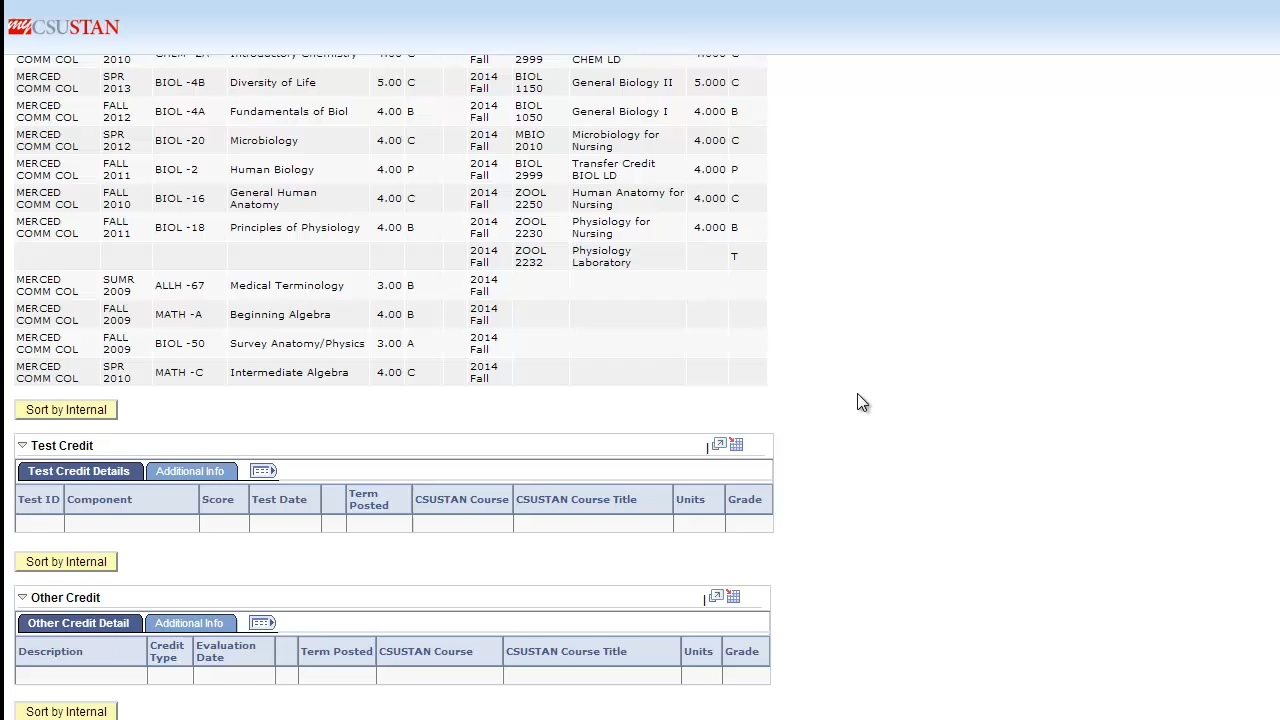 myCSUSTAN
COMM COL 2010 CHEM -2A Introductory Chemistry Fall 2999 CHEM LD
MERCED SPR 2014 BIOL
COMM COL 2013 BIOL -4B Diversity of Life 5.00 C Fall 1150 General Biology II 5.000 C
MERCED FALL 2014 BIOL
COMM COL 2012 BIOL -4A Fundamentals of Biol 4.00 B Fall 1050 General Biology I 4.000 B
MERCED SPR 2014 MBIO Microbiology for
COMM COL 2012 BIOL -20 Microbiology 4.00 C Fall 2010 Nursing 4.000 C
MERCED FALL 2014 BIOL Transfer Credit
COMM COL 2011 BIOL -2 Human Biology 4.00 P Fall 2999 BIOL LD 4.000 P
MERCED FALL General Human 2014 ZOOL Human Anatomy for
COMM COL 2010 BIOL -16 Anatomy 4.00 C Fall 2250 Nursing 4.000 C
MERCED FALL 2014 ZOOL Physiology for
COMM COL 2011 BIOL -18 Principles of Physiology 4.00 B Fall 2230 Nursing 4.000 B
2014 ZOOL Physiology
Fall 2232 Laboratory T
MERCED SUMR 2014
COMM COL 2009 ALLH -67 Medical Terminology 3.00 B Fall
MERCED FALL 2014
COMM COL 2009 MATH -A Beginning Algebra 4.00 B Fall
MERCED FALL 2014
COMM COL 2009 BIOL -50 Survey Anatomy/Physics 3.00 A Fall
MERCED SPR 2014
COMM COL 2010 MATH -C Intermediate Algebra 4.00 C Fall
Sort by Internal
Test Credit
Test Credit Details Additional Info
Test ID Component Score Test Date Term Posted CSUSTAN Course CSUSTAN Course Title Units Grade
Sort by Internal
Other Credit
Other Credit Detail Additional Info
Description Credit Type Evaluation Date Term Posted CSUSTAN Course CSUSTAN Course Title Units Grade
Sort by Internal